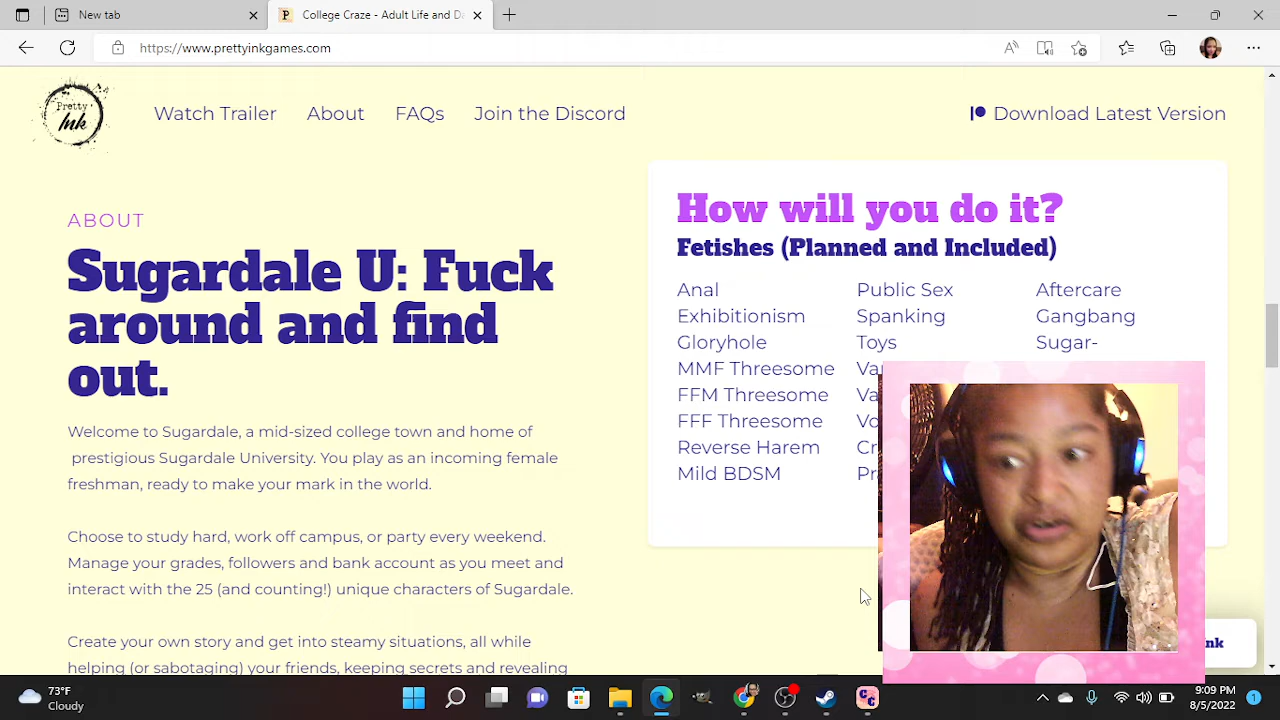 New
College Craze - Adult Life
https://www.prettyinkgames.com
Pretty
Ink
Watch Trailer
About
FAQs
Join the Discord
Download Latest Version
ABOUT
Sugardale U: Fuck
around and find
out.
Welcome to Sugardale, a mid-sized college town and home of
prestigious Sugardale University. You play as an incoming female
freshman, ready to make your mark in the world.
Choose to study hard, work off campus, or party every weekend.
Manage your grades, followers and bank account as you meet and
interact with the 25 (and counting!) unique characters of Sugardale.
Create your own story and get into steamy situations, all while
helping (or sabotaging) your friends, keeping secrets and revealing
How will you do it?
Fetishes (Planned and Included)
Anal
Exhibitionism
Gloryhole
MMF Threesome
FFM Threesome
FFF Threesome
Reverse Harem
Mild BDSM
Public Sex
Spanking
Toys
Aftercare
Gangbang
Sugar-
73°F
Cloudy
9:09 PM
8/5/2022